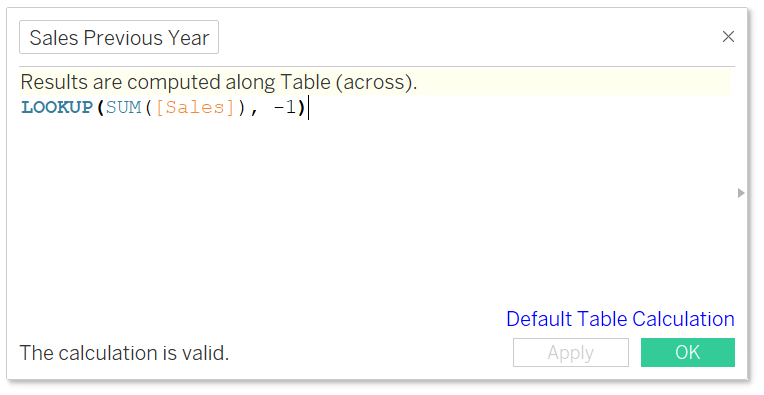 Sales Previous Year
Results are computed along Table (across).
LOOKUP(SUM([Sales]), -1)
Default Table Calculation
The calculation is valid.
Apply
OK